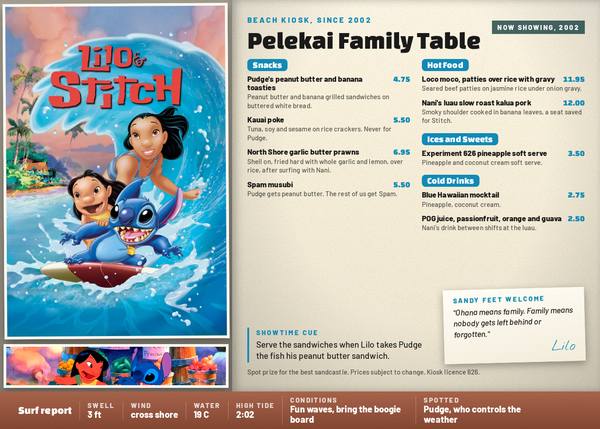 Lilo &
Stitch
BEACH KIOSK, SINCE 2002
NOW SHOWING, 2002
Pelekai Family Table
Snacks
Pudge's peanut butter and banana
toasties
4.75
Peanut butter and banana grilled sandwiches on
buttered white bread.
Kauai poke 5.50
Tuna, soy and sesame on rice crackers. Never for
Pudge.
North Shore garlic butter prawns 6.95
Shell on, fried hard with whole garlic and lemon, over
rice, after surfing with Nani.
Spam musubi 5.50
Pudge gets peanut butter. The rest of us get Spam.
Hot Food
Loco moco, patties over rice with gravy 11.95
Seared beef patties on jasmine rice under onion gravy.
Nani's luau slow roast kalua pork 12.00
Smoky shoulder cooked in banana leaves, a seat saved
for Stitch.
Ices and Sweets
Experiment 626 pineapple soft serve 3.50
Pineapple and coconut cream soft serve.
Cold Drinks
Blue Hawaiian mocktail 2.75
Pineapple, coconut cream.
POG juice, passionfruit, orange and guava 2.50
Nani's drink between shifts at the luau.
SANDY FEET WELCOME
"Ohana means family. Family means
nobody gets left behind or
forgotten."
Lilo
SHOWTIME CUE
Serve the sandwiches when Lilo takes Pudge
the fish his peanut butter sandwich.
Spot prize for the best sandcastle. Prices subject to change. Kiosk licence 626.
Surf report
SWELL
3 ft
WIND
cross shore
WATER
19 C
HIGH TIDE
2:02
CONDITIONS
Fun waves, bring the boogie
board
SPOTTED
Pudge, who controls the
weather